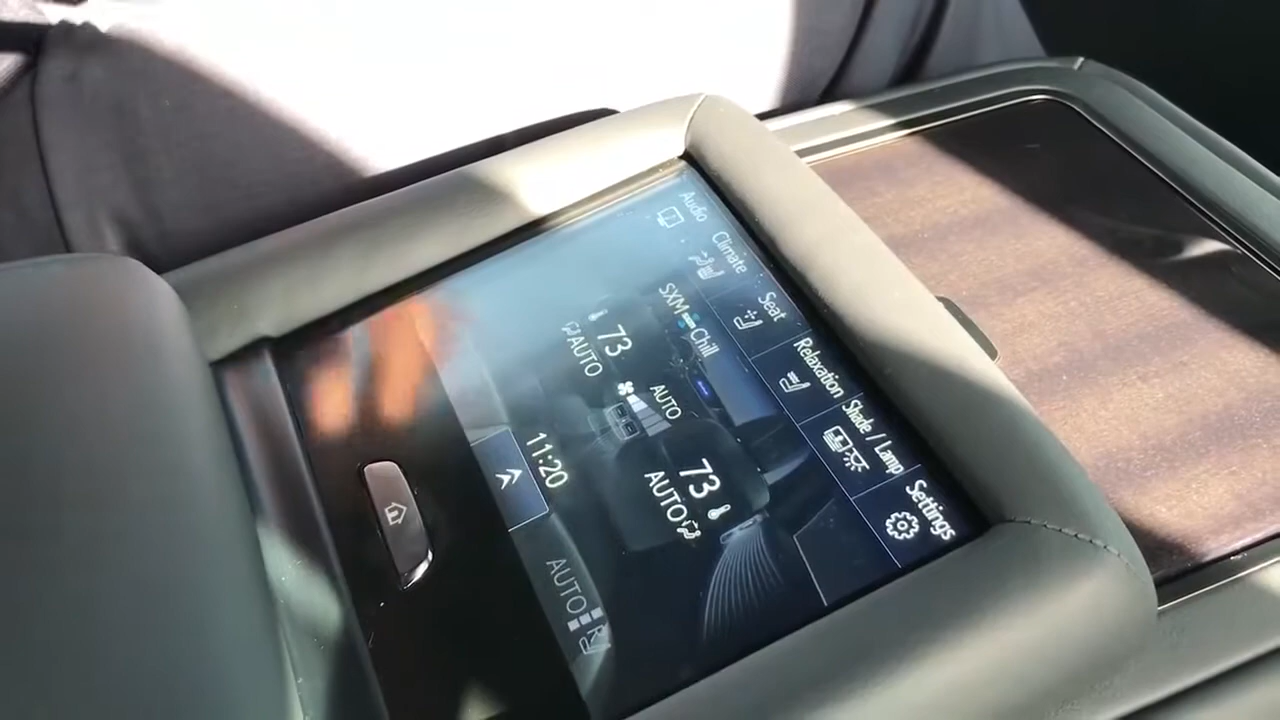 Audio
Climate
Seat
Relaxation
Shade / Lamp
Settings
SXM Chill
73
AUTO
AUTO
73
AUTO
11:20
AUTO